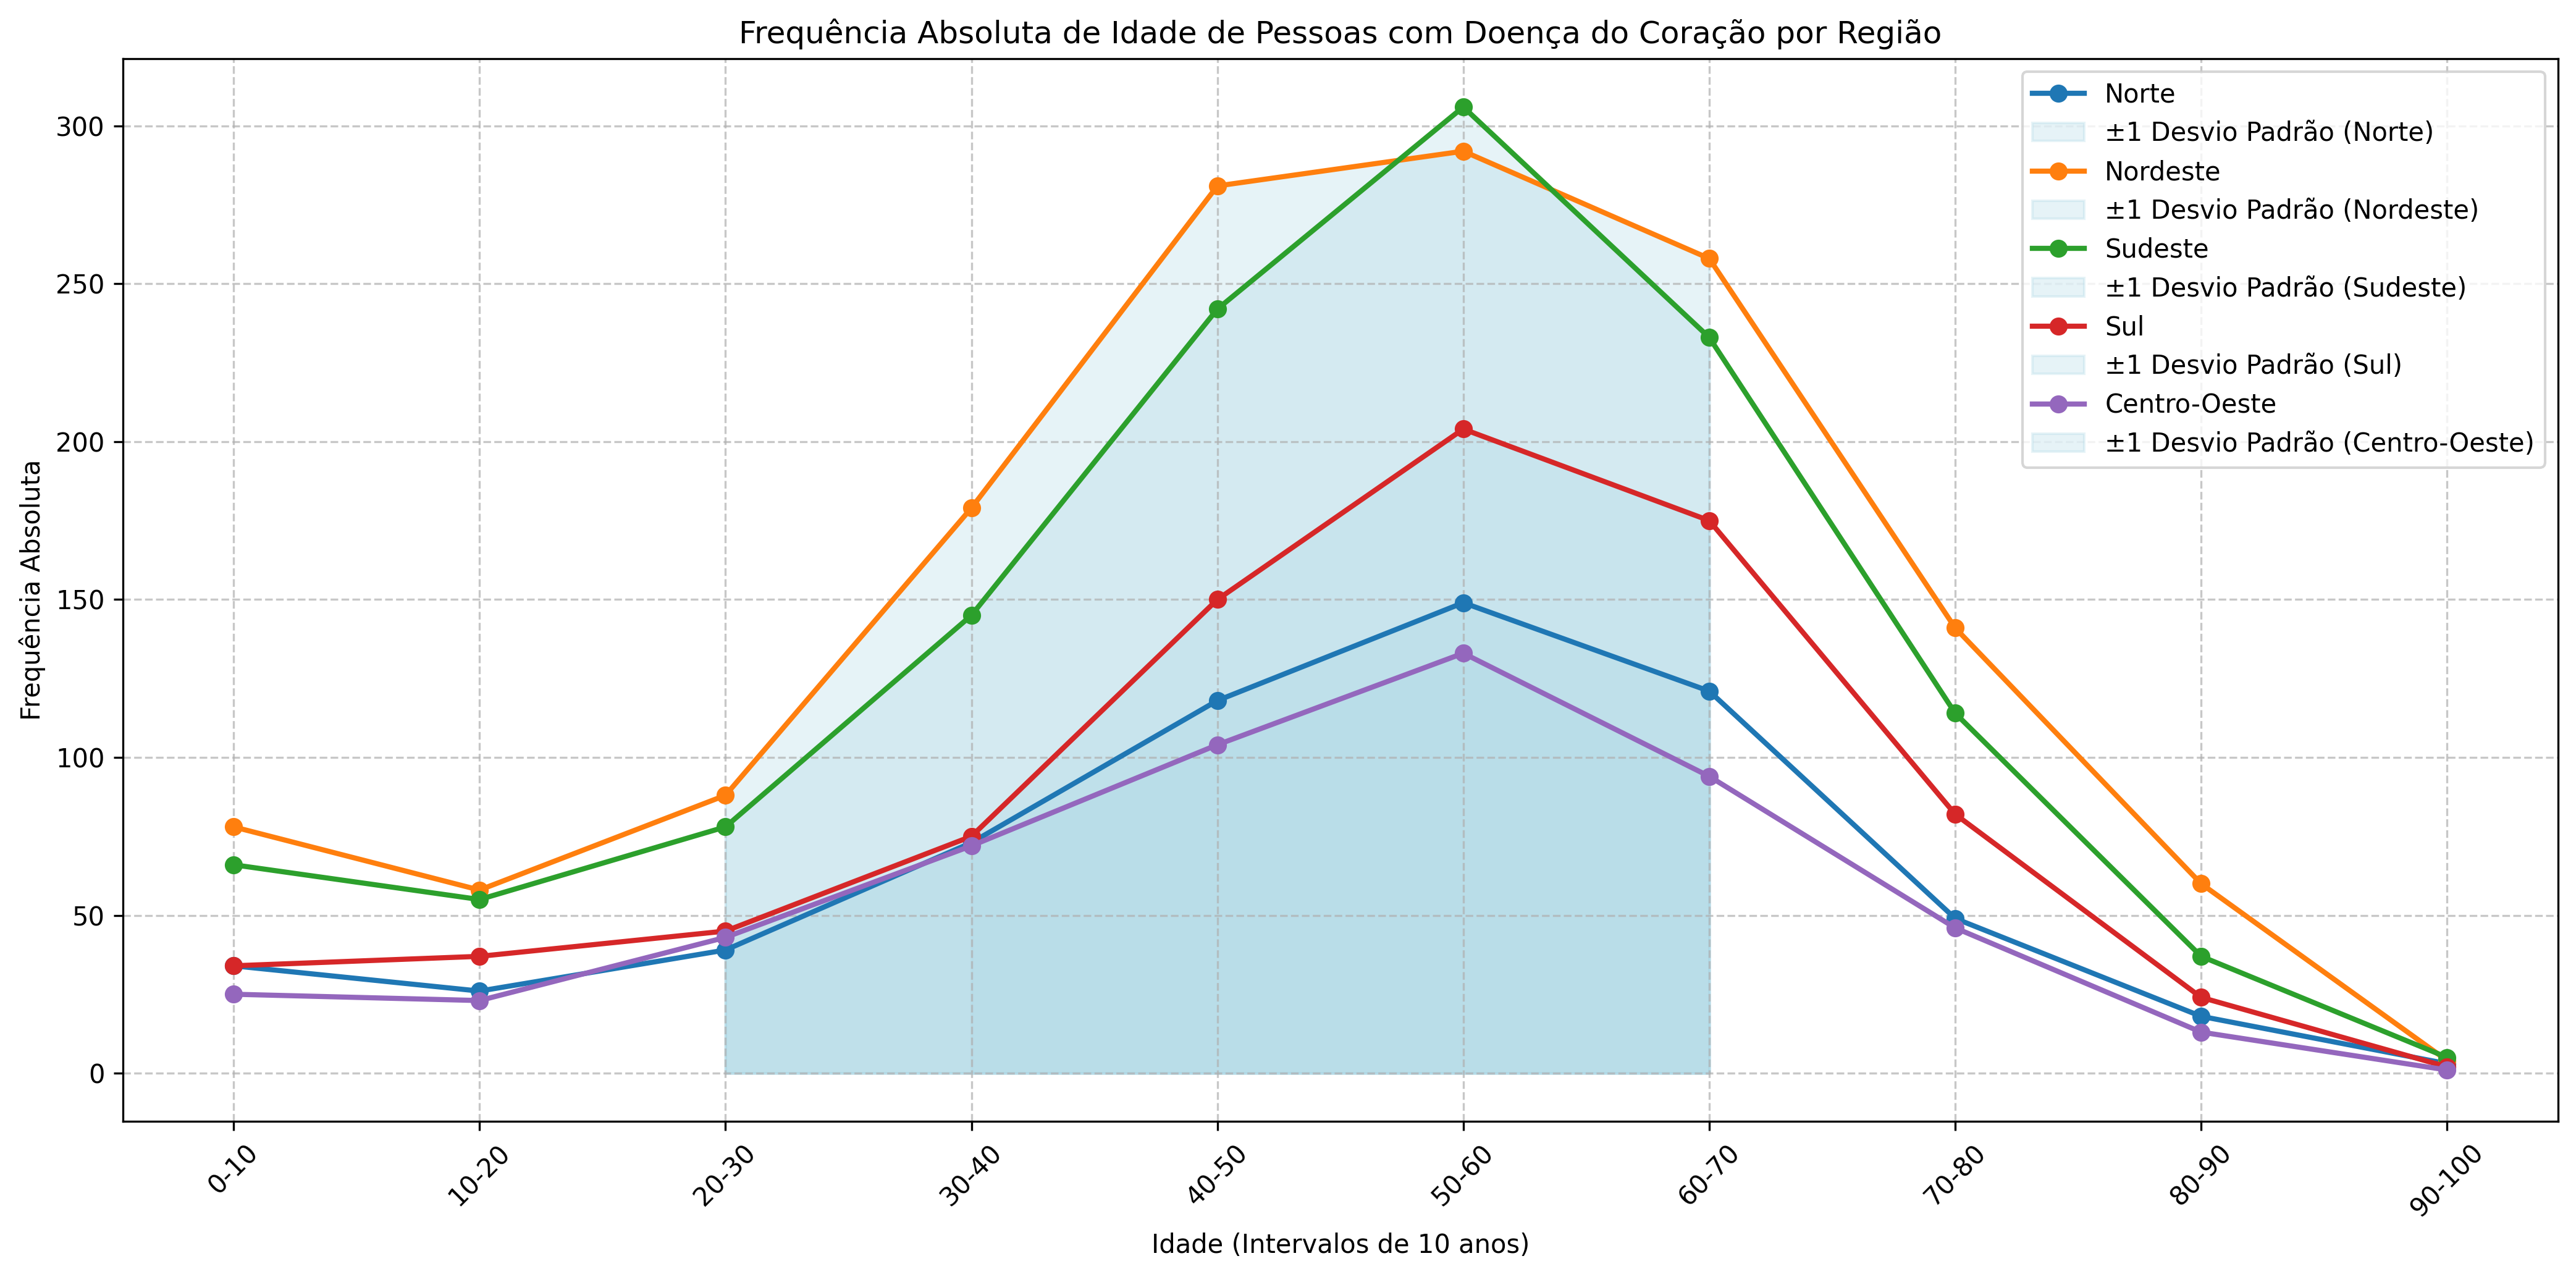 Frequência Absoluta de Idade de Pessoas com Doença do Coração por Região
Norte
±1 Desvio Padrão (Norte)
Nordeste
±1 Desvio Padrão (Nordeste)
Sudeste
±1 Desvio Padrão (Sudeste)
Sul
±1 Desvio Padrão (Sul)
Centro-Oeste
±1 Desvio Padrão (Centro-Oeste)
Frequência Absoluta
300
250
200
150
100
50
0
0-10
10-20
20-30
30-40
40-50
50-60
60-70
70-80
80-90
90-100
Idade (Intervalos de 10 anos)